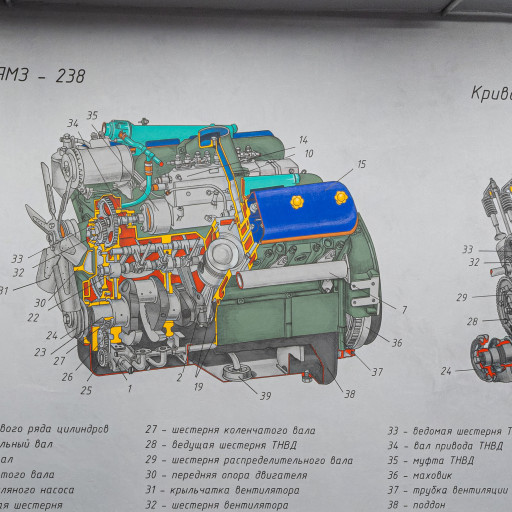 ЯМЗ - 238
Криво
35
34
14
10
15
33
32
31
30
22
24
23
27
26
25
1
2
19
39
38
37
36
7
33
32
29
28
24
вого ряда цилиндров
льный вал
ал
того вала
ляного насоса
ая шестерня
27 - шестерня коленчатого вала
28 - ведущая шестерня ТНВД
29 - шестерня распределительного вала
30 - передняя опора двигателя
31 - крыльчатка вентилятора
32 - шестерня вентилятора
33 - ведомая шестерня Т
34 - вал привода ТНВД
35 - муфта ТНВД
36 - маховик
37 - трубка вентиляции
38 - поддон